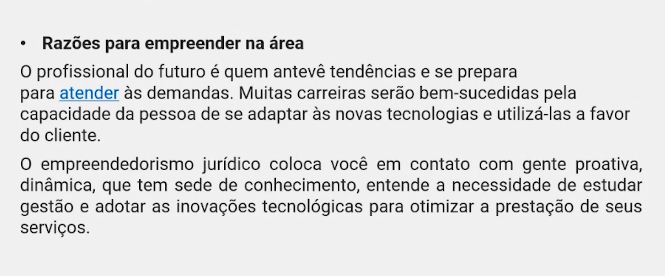 • Razões para empreender na área
O profissional do futuro é quem antevê tendências e se prepara
para atender às demandas. Muitas carreiras serão bem-sucedidas pela
capacidade da pessoa de se adaptar às novas tecnologias e utilizá-las a favor
do cliente.
O empreendedorismo jurídico coloca você em contato com gente proativa,
dinâmica, que tem sede de conhecimento, entende a necessidade de estudar
gestão e adotar as inovações tecnológicas para otimizar a prestação de seus
serviços.